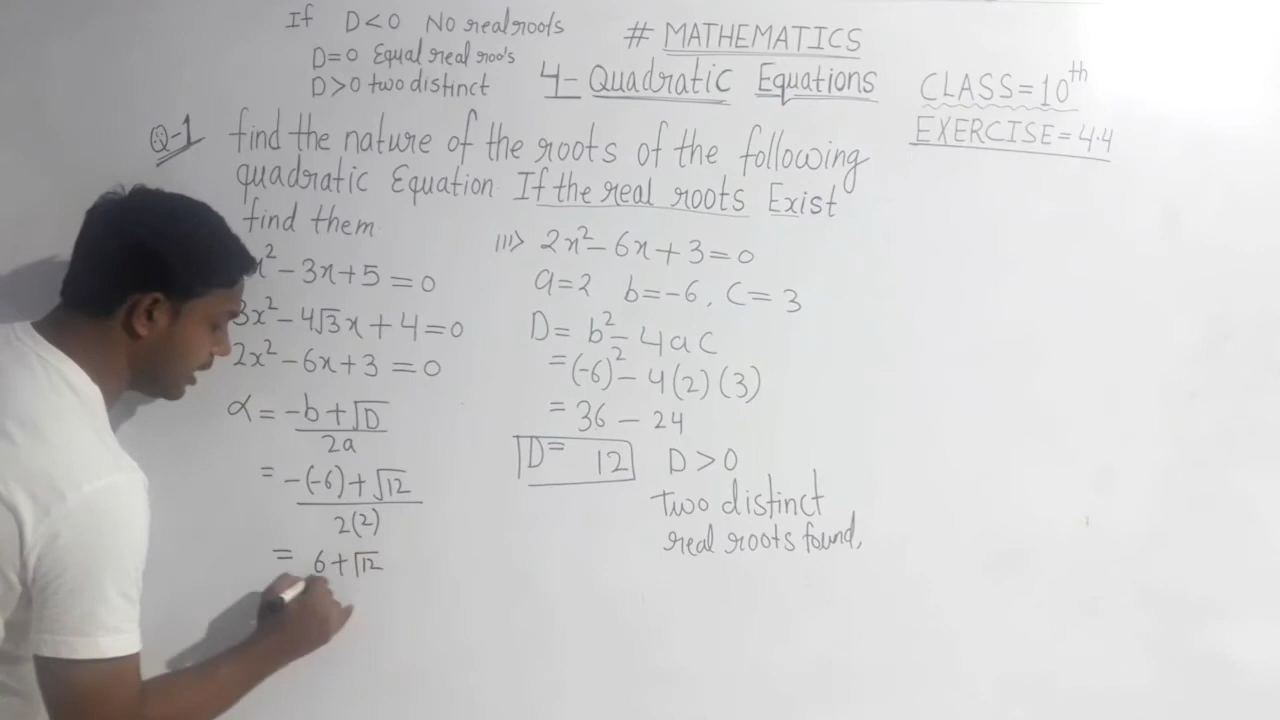 If D<0 No real roots
D=0 Equal real roo's
D>0 two distinct
# MATHEMATICS
4- Quadratic Equations
CLASS=10th
EXERCISE=4.4
Q-1 find the nature of the roots of the following
quadratic Equation If the real roots Exist
find them
x²-3x+5=0
3x²-4√3x+4=0
2x²-6x+3=0
α = -b+√D
2a
= -(-6)+√12
2(2)
= 6+√12
III> 2x²-6x+3=0
a=2 b=-6, C=3
D= b²-4ac
=(-6)²-4(2)(3)
= 36-24
D= 12 D>0
two distinct
real roots found,